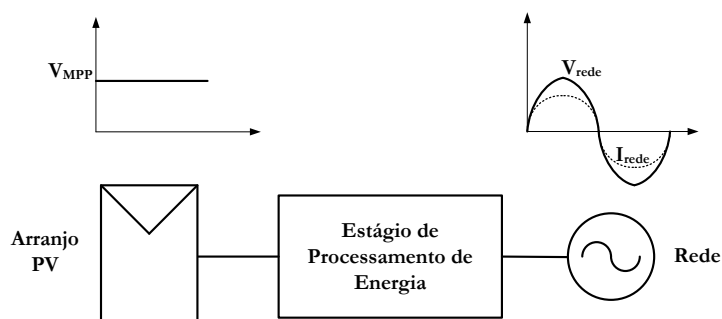 V_MPP
V_rede
I_rede
Arranjo
PV
Estágio de
Processamento de
Energia
Rede